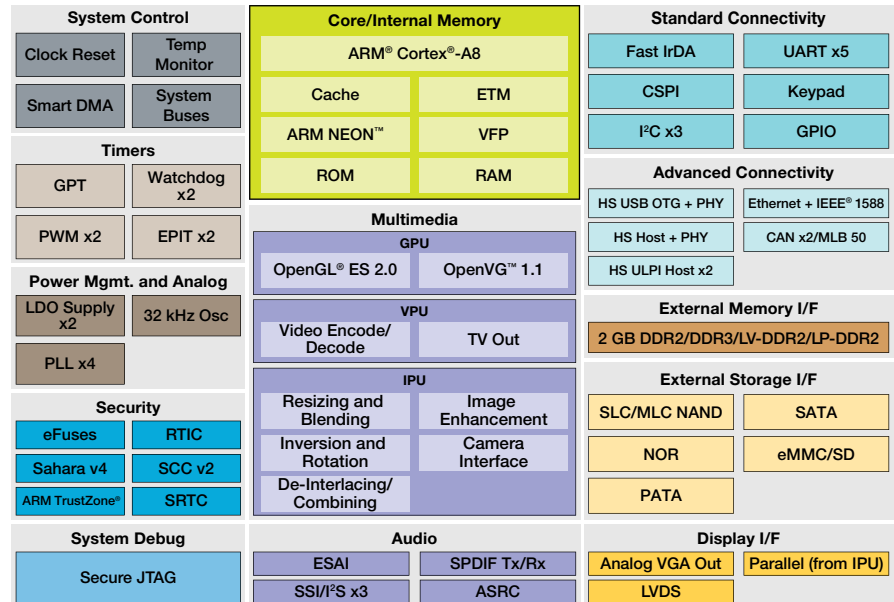 System Control
Clock Reset
Temp
Monitor
Smart DMA
System
Buses
Timers
GPT
Watchdog
x2
PWM x2
EPIT x2
Power Mgmt. and Analog
LDO Supply
x2
32 kHz Osc
PLL x4
Security
eFuses
RTIC
Sahara v4
SCC v2
ARM TrustZone®
SRTC
System Debug
Secure JTAG
Core/Internal Memory
ARM® Cortex®-A8
Cache
ETM
ARM NEON™
VFP
ROM
RAM
Multimedia
GPU
OpenGL® ES 2.0
OpenVG™ 1.1
VPU
Video Encode/
Decode
TV Out
IPU
Resizing and
Blending
Image
Enhancement
Inversion and
Rotation
Camera
Interface
De-Interlacing/
Combining
Audio
ESAI
SPDIF Tx/Rx
SSI/I²S x3
ASRC
Standard Connectivity
Fast IrDA
UART x5
CSPI
Keypad
I²C x3
GPIO
Advanced Connectivity
HS USB OTG + PHY
Ethernet + IEEE® 1588
HS Host + PHY
CAN x2/MLB 50
HS ULPI Host x2
External Memory I/F
2 GB DDR2/DDR3/LV-DDR2/LP-DDR2
External Storage I/F
SLC/MLC NAND
SATA
NOR
eMMC/SD
PATA
Display I/F
Analog VGA Out
Parallel (from IPU)
LVDS